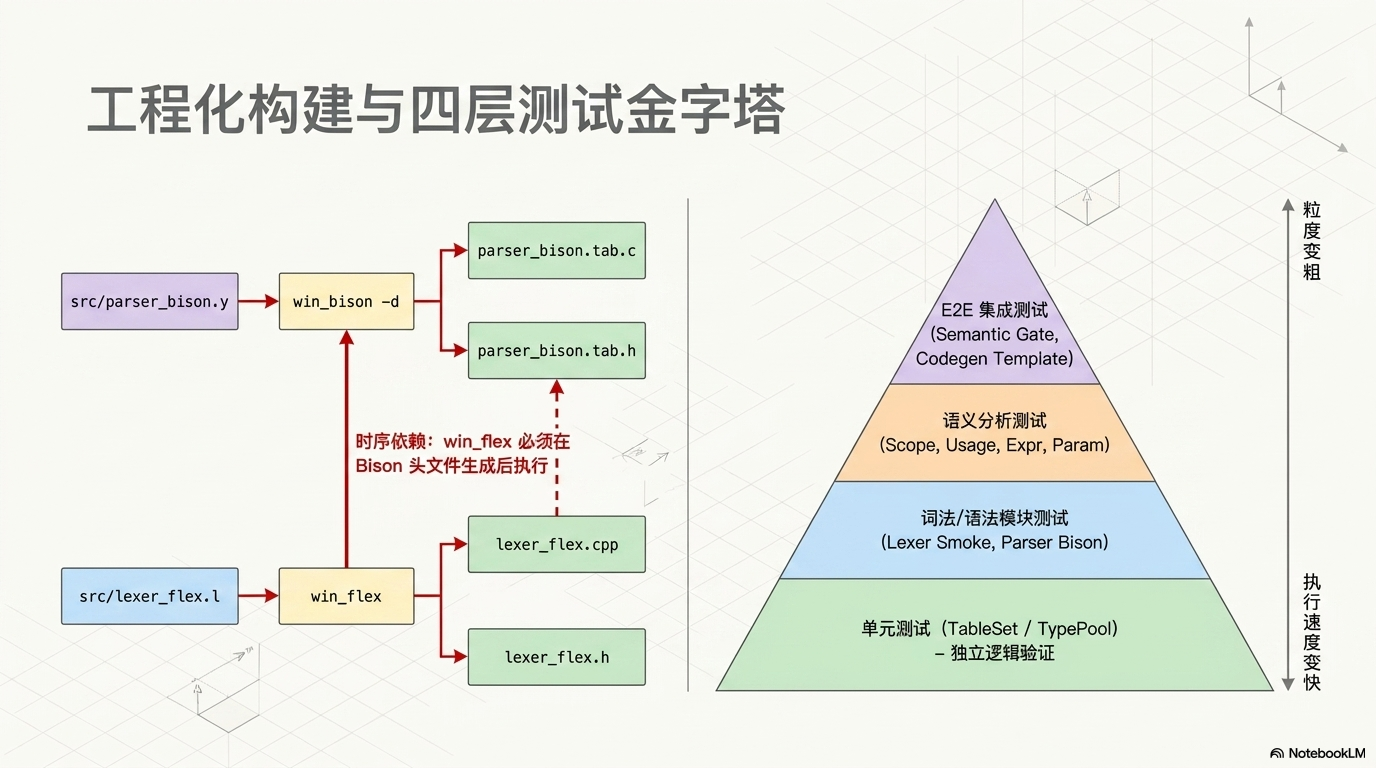 工程化构建与四层测试金字塔
src/parser_bison.y
win_bison -d
parser_bison.tab.c
parser_bison.tab.h
时序依赖：win_flex 必须在
Bison 头文件生成后执行
src/lexer_flex.l
win_flex
lexer_flex.cpp
lexer_flex.h
E2E 集成测试
(Semantic Gate,
Codegen Template)
语义分析测试
(Scope, Usage, Expr, Param)
词法/语法模块测试
(Lexer Smoke, Parser Bison)
单元测试（TableSet / TypePool）
– 独立逻辑验证
粒度变粗
执行速度变快
NotebookLM